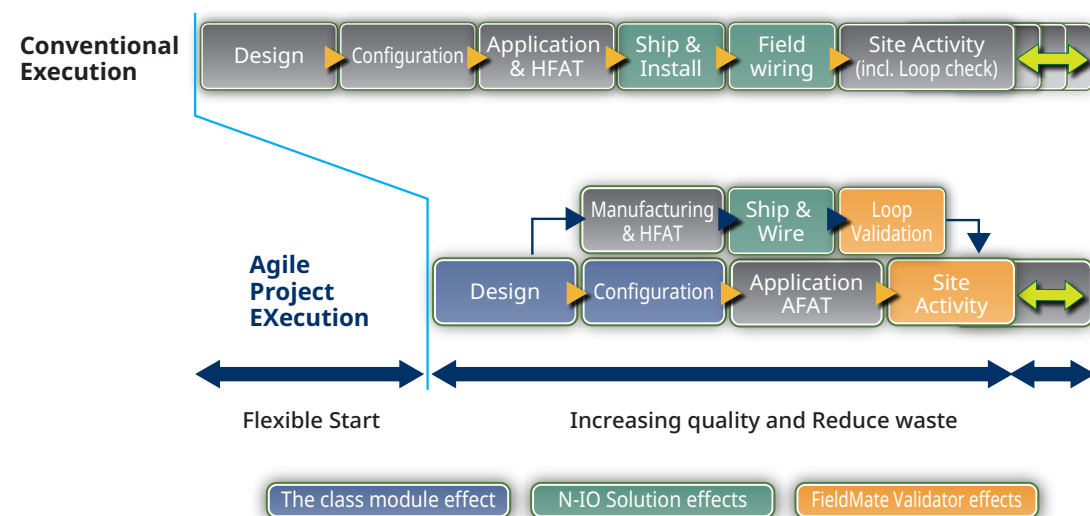 Conventional
Execution
Design
Configuration
Application
& HFAT
Ship &
Install
Field
wiring
Site Activity
(incl. Loop check)
Manufacturing
& HFAT
Ship &
Wire
Loop
Validation
Agile
Project
EXecution
Design
Configuration
Application
AFAT
Site
Activity
Flexible Start
Increasing quality and Reduce waste
The class module effect
N-IO Solution effects
FieldMate Validator effects